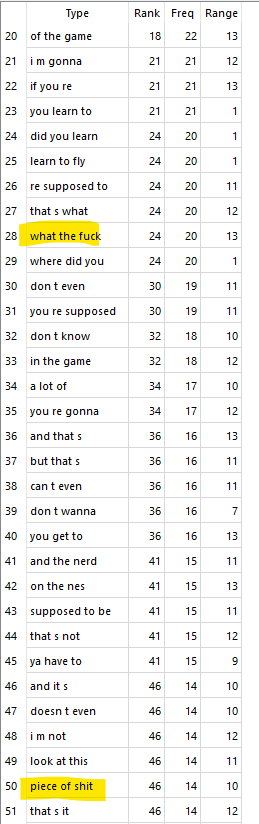 Type Rank Freq Range
20 of the game 18 22 13
21 i m gonna 21 21 12
22 if you re 21 21 13
23 you learn to 21 21 1
24 did you learn 24 20 1
25 learn to fly 24 20 1
26 re supposed to 24 20 11
27 that s what 24 20 12
28 what the fuck 24 20 13
29 where did you 24 20 1
30 don t even 30 19 11
31 you re supposed 30 19 11
32 don t know 32 18 10
33 in the game 32 18 12
34 a lot of 34 17 10
35 you re gonna 34 17 12
36 and that s 36 16 13
37 but that s 36 16 11
38 can t even 36 16 11
39 don t wanna 36 16 7
40 you get to 36 16 13
41 and the nerd 41 15 11
42 on the nes 41 15 13
43 supposed to be 41 15 11
44 that s not 41 15 12
45 ya have to 41 15 9
46 and it s 46 14 10
47 doesn t even 46 14 10
48 i m not 46 14 12
49 look at this 46 14 11
50 piece of shit 46 14 10
51 that s it 46 14 12